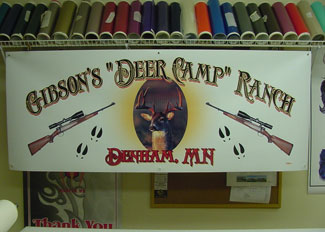 GIBSON'S "DEER CAMP" RANCH
DENHAM, MN
Thank You